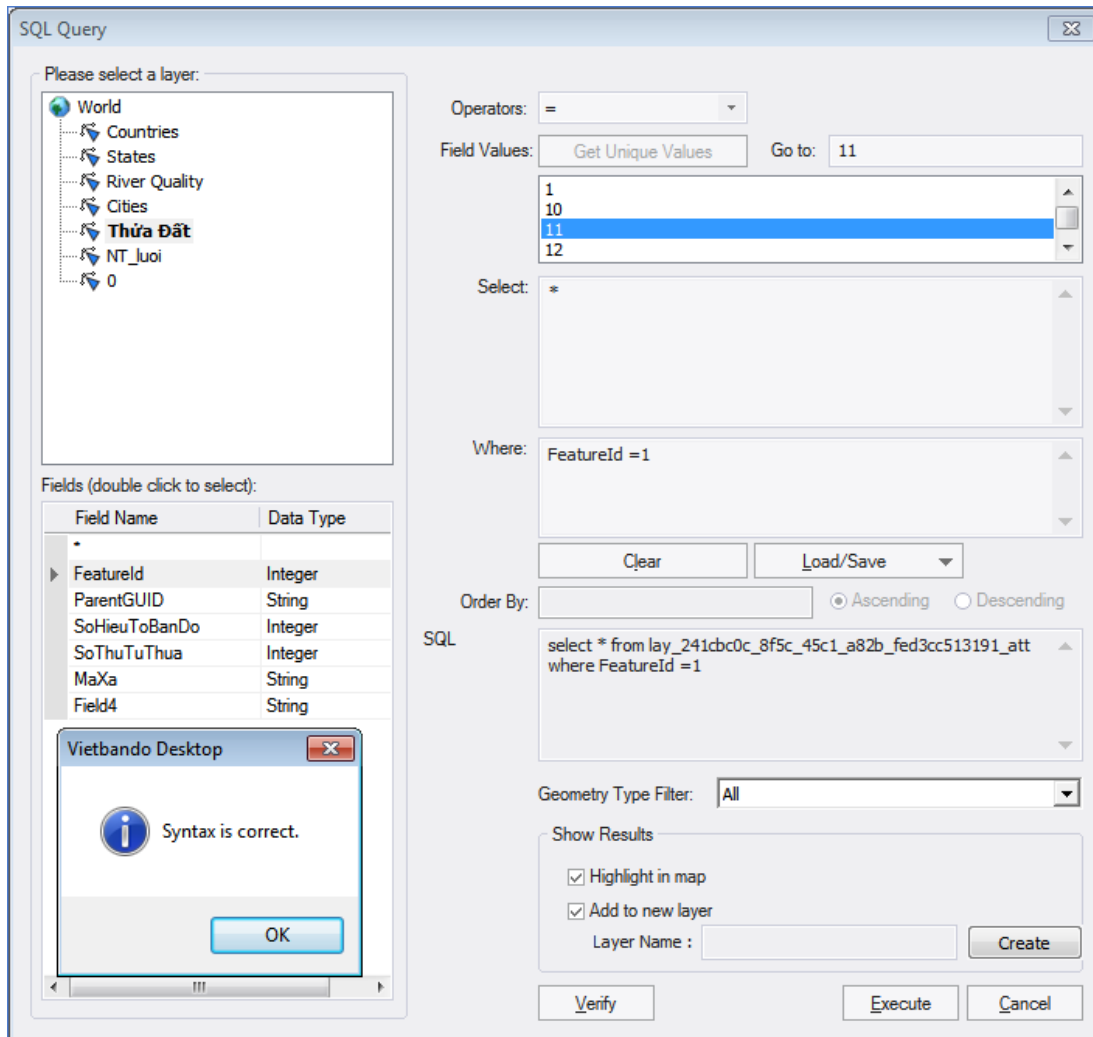 SQL Query
Please select a layer:
World
Countries
States
River Quality
Cities
Thửa Đất
NT_luoi
0
Fields (double click to select):
Field Name Data Type
*
FeatureId Integer
ParentGUID String
SoHieuToBanDo Integer
SoThuTuThua Integer
MaXa String
Field4 String
Vietbando Desktop
Syntax is correct.
OK
Operators: =
Field Values: Get Unique Values Go to: 11
1
10
11
12
Select: *
Where: FeatureId =1
Clear Load/Save
Order By: Ascending Descending
SQL select * from lay_241cbc0c_8f5c_45c1_a82b_fed3cc513191_att
where FeatureId =1
Geometry Type Filter: All
Show Results
Highlight in map
Add to new layer
Layer Name : Create
Verify Execute Cancel